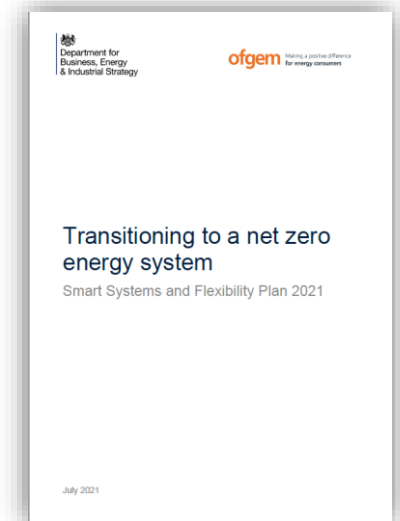 Department for
Business, Energy
& Industrial Strategy
ofgem
Making a positive difference
for energy consumers
Transitioning to a net zero
energy system
Smart Systems and Flexibility Plan 2021
July 2021